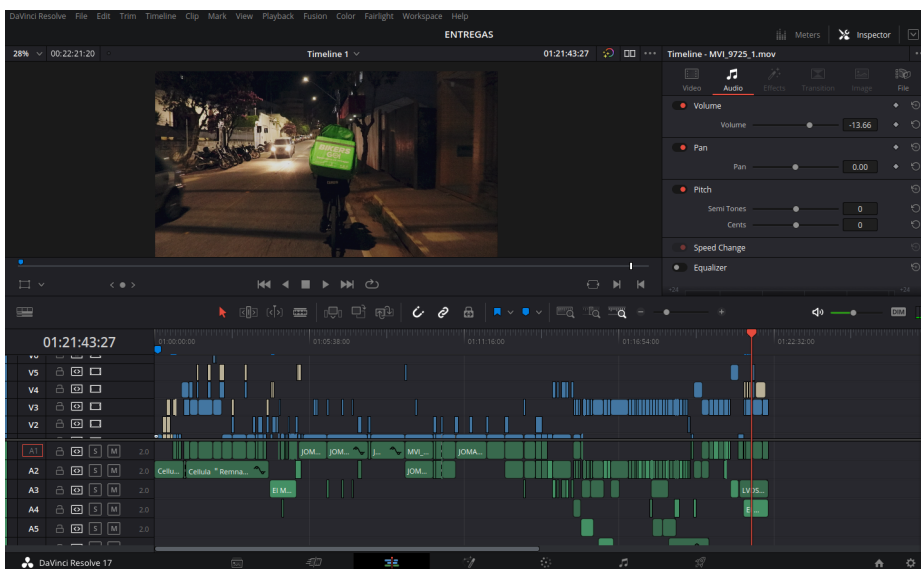 DaVinci Resolve File Edit Trim Timeline Clip Mark View Playback Fusion Color Fairlight Workspace Help
ENTREGAS
Meters Inspector
28% 00:22:21:20 Timeline 1 01:21:43:27 Timeline - MVI_9725_1.mov
Video Audio Effects Transition Image File
Volume
Volume -13.66
Pan
Pan 0.00
Pitch
Semi Tones 0
Cents 0
Speed Change
Equalizer
BIKERS
DIM
01:21:43:27 01:00:00:00 01:05:38:00 01:11:16:00 01:16:54:00 01:22:32:00
V5
V4
V3
V2
A1 S M 2.0 JOM... JOM... J... MVI_... JOMA...
A2 S M 2.0 Cellu... Cellula * Remna... JOM...
A3 S M 2.0 EI M... LVDS...
A4 S M 2.0
A5 S M 2.0
DaVinci Resolve 17